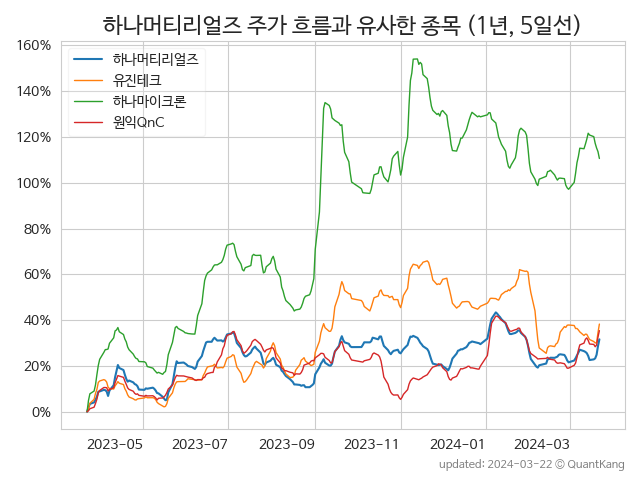 하나머티리얼즈 주가 흐름과 유사한 종목 (1년, 5일선)
160%
140%
120%
100%
80%
60%
40%
20%
0%
하나머티리얼즈
유진테크
하나마이크론
원익QnC
2023-05
2023-07
2023-09
2023-11
2024-01
2024-03
updated: 2024-03-22 © QuantKang